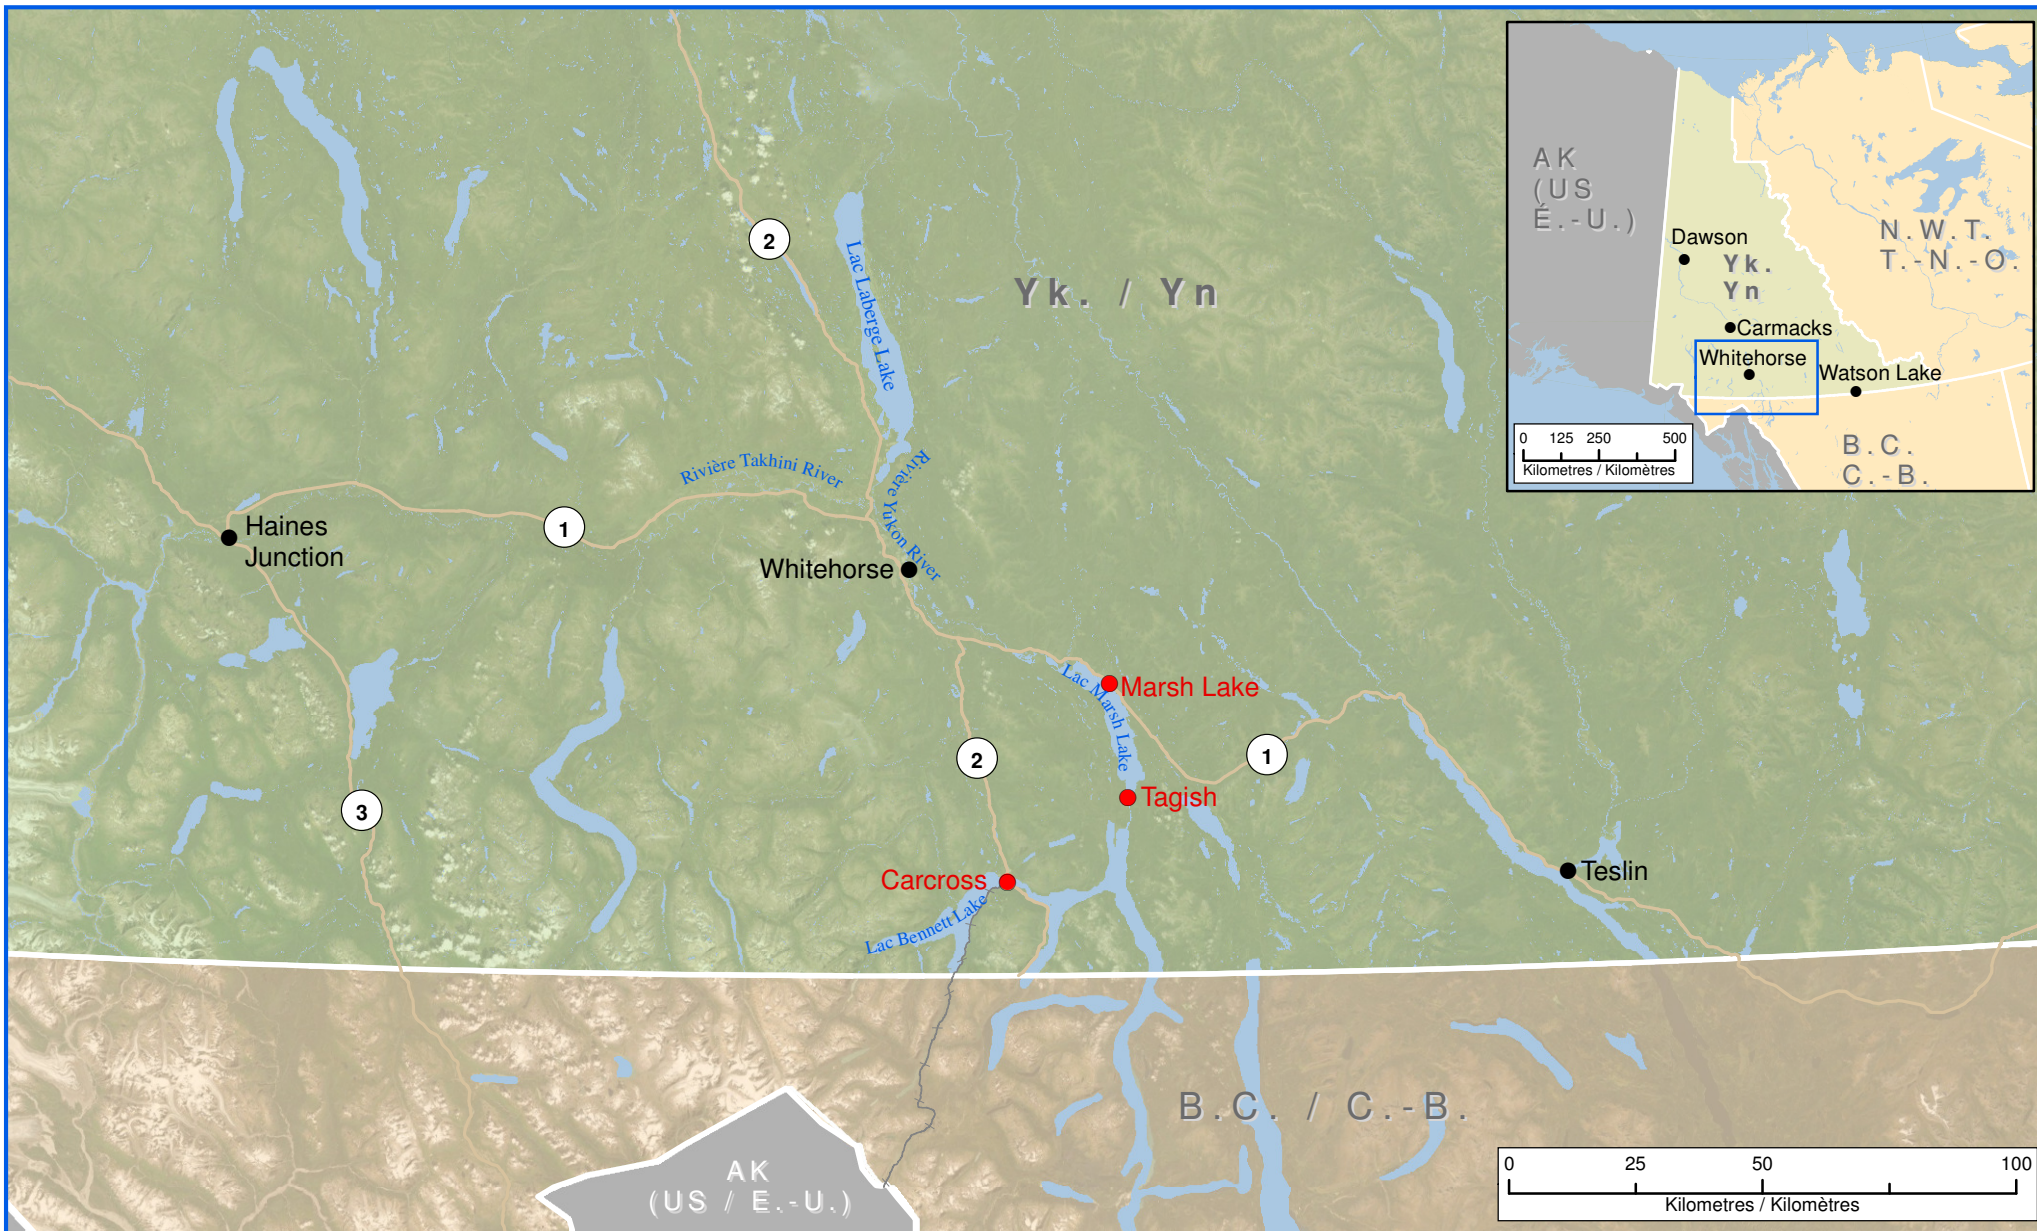 2
Lac Laberge Lake
Yk. / Yn
Rivière Takhini River
Rivière Yukon River
1
Haines
Junction
Whitehorse
Lac Marsh Lake
Marsh Lake
2
1
3
Tagish
Carcross
Teslin
Lac Bennett Lake
B.C. / C.-B.
AK
(US / E.-U.)
0 25 50 100
Kilometres / Kilomètres
AK
(US
É.-U.)
N.W.T.
T.-N.-O.
Dawson
Yk.
Yn
Carmacks
Whitehorse
Watson Lake
B.C.
C.-B.
0 125 250 500
Kilometres / Kilomètres